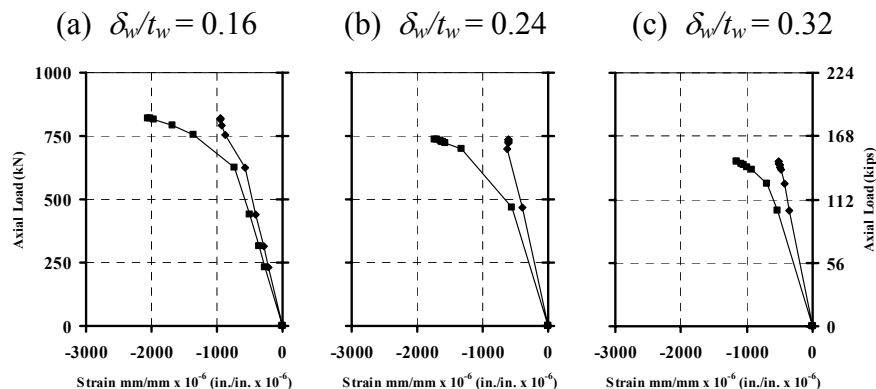 (a) δw/tw = 0.16 (b) δw/tw = 0.24 (c) δw/tw = 0.32
1000
750
500
250
0
Axial Load (kN)
224
168
112
56
0
Axial Load (kips)
-3000 -2000 -1000 0
-3000 -2000 -1000 0
-3000 -2000 -1000 0
Strain mm/mm x 10⁻⁶ (in./in. x 10⁻⁶)
Strain mm/mm x 10⁻⁶ (in./in. x 10⁻⁶)
Strain mm/mm x 10⁻⁶ (in./in. x 10⁻⁶)